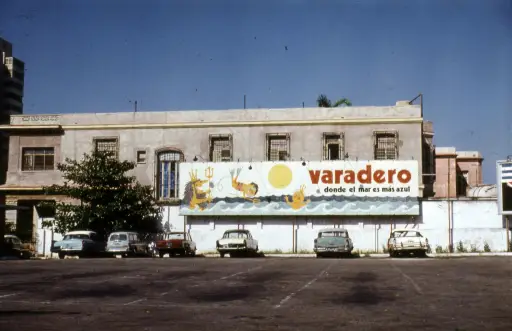 varadero
donde el mar es más azul